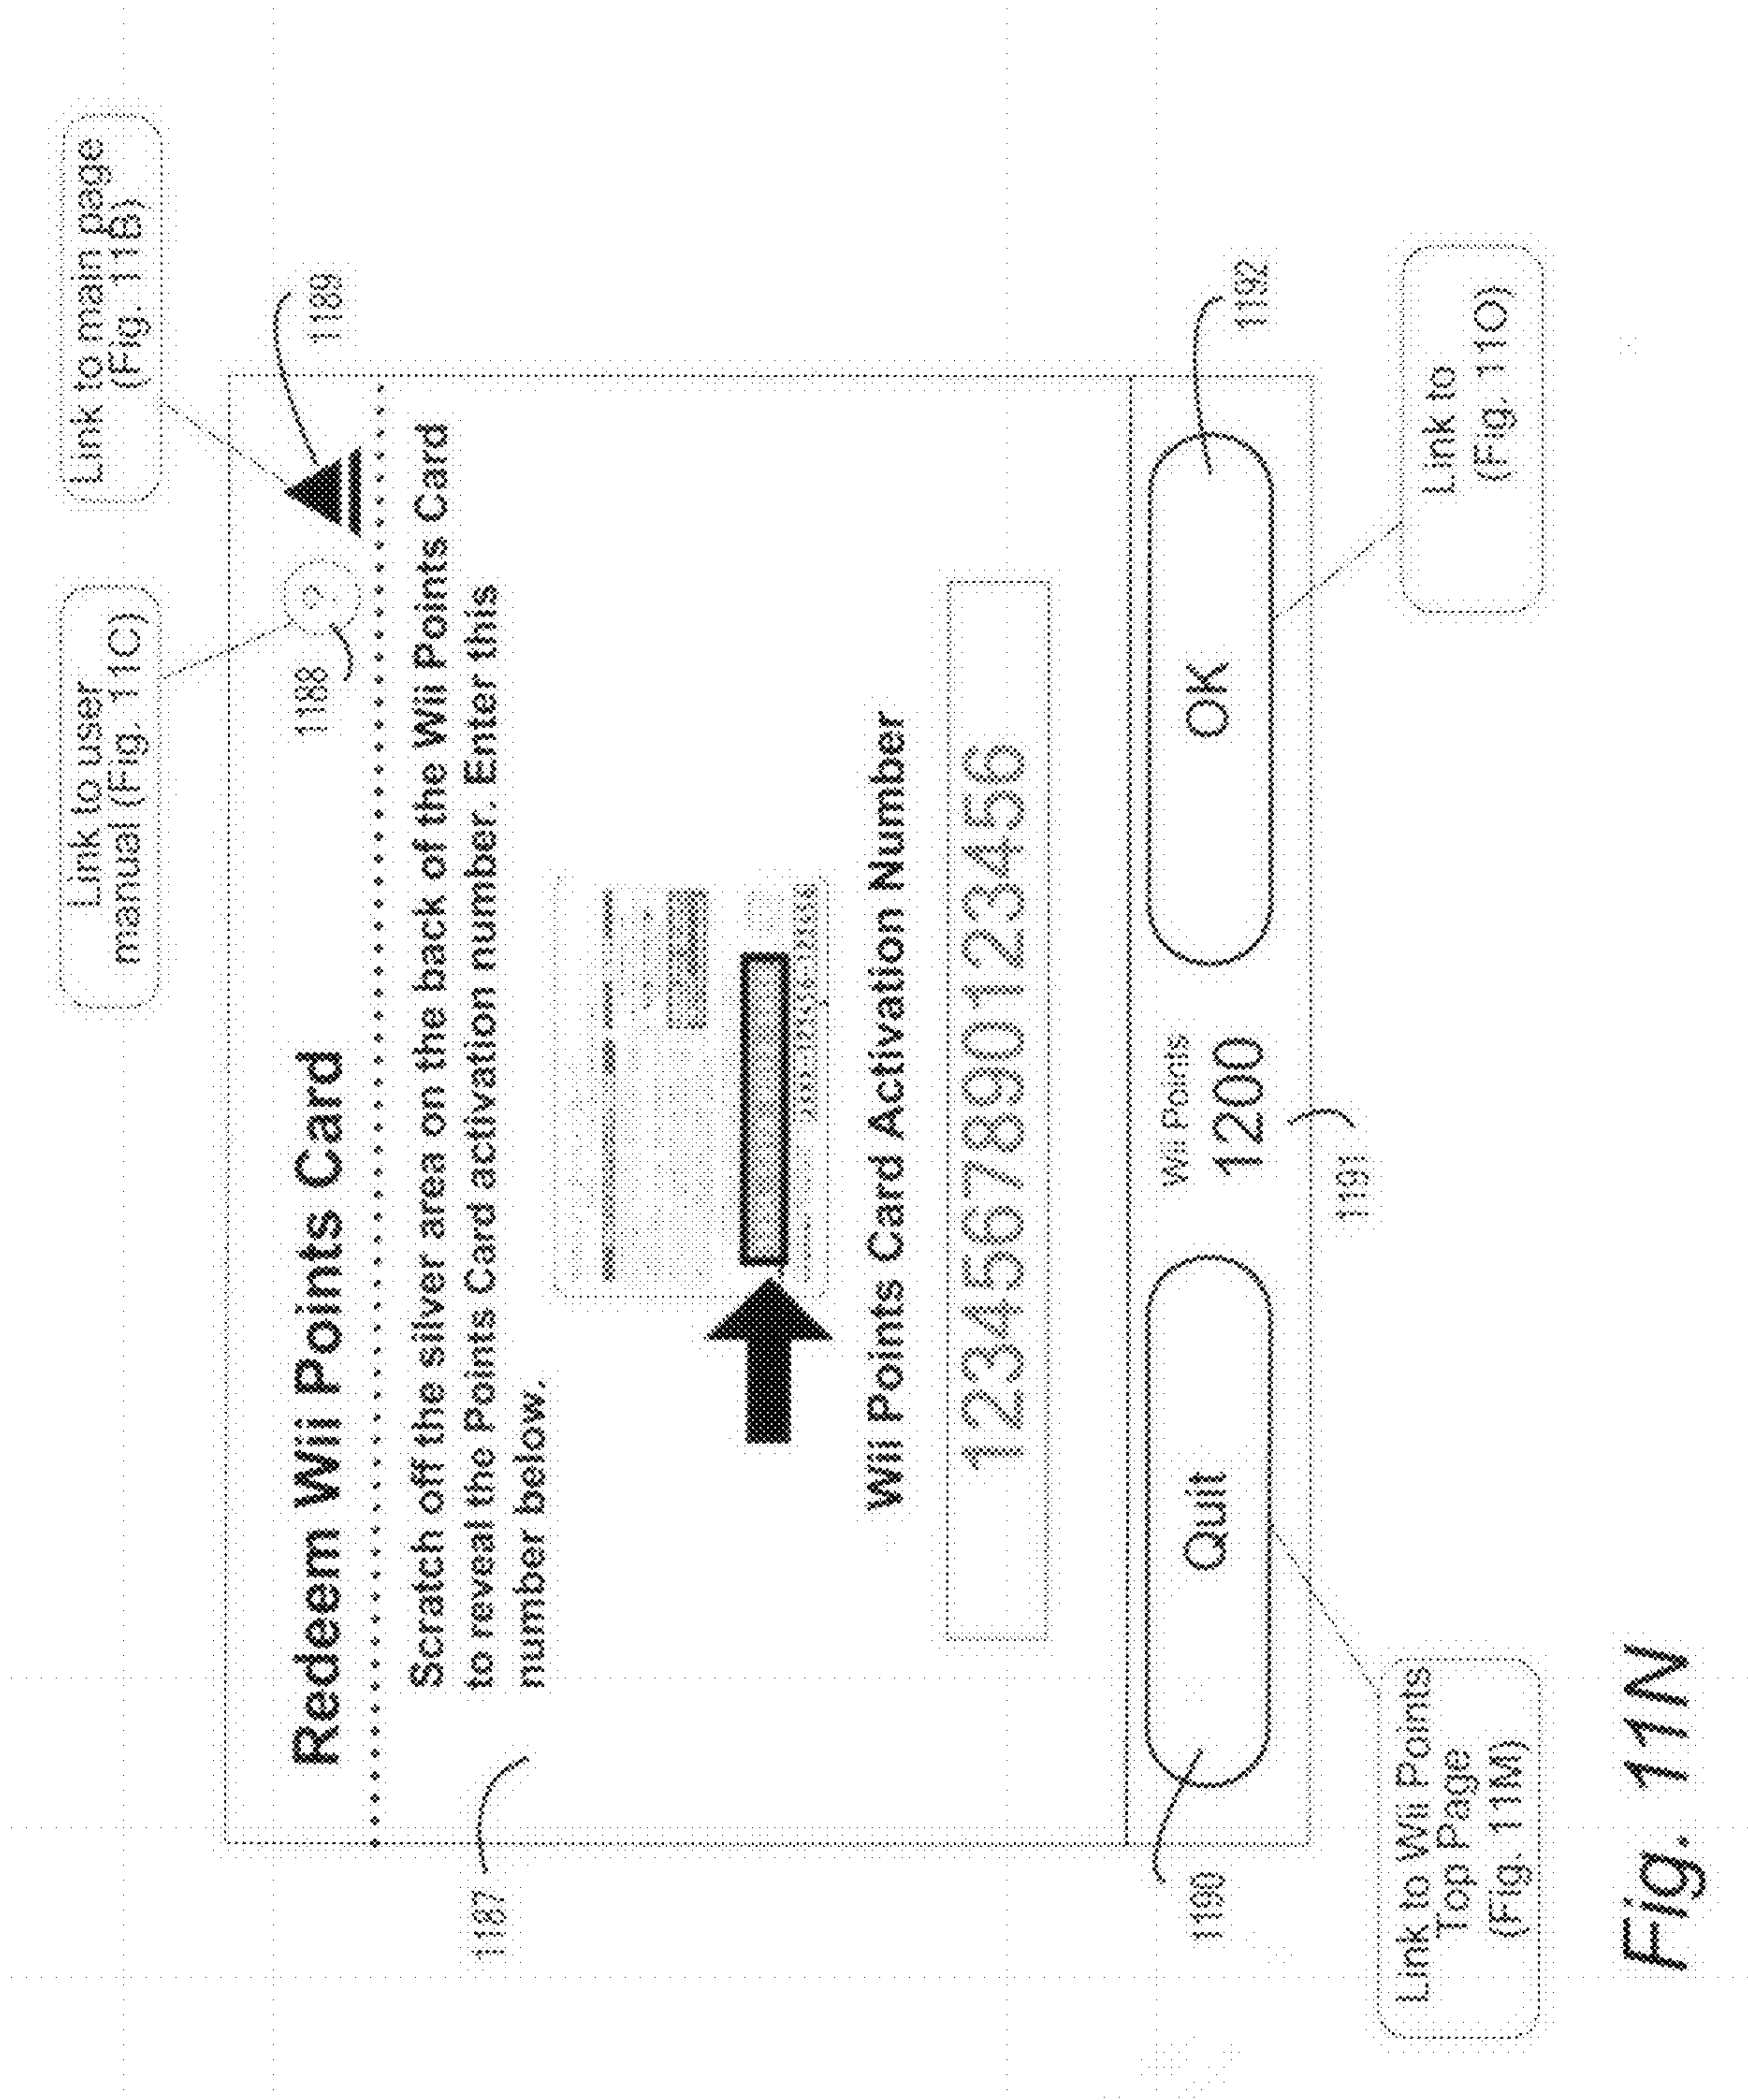 Link to user
manual (Fig. 11C)
Link to main page
(Fig. 11B)
Redeem Wii Points Card
1188
1189
1187
Scratch off the silver area on the back of the Wii Points Card
to reveal the Points Card activation number. Enter this
number below.
Wii Points Card Activation Number
1234567890123456
1190
Quit
Wii Points
1200
1191
OK
1192
Link to Wii Points
Top Page
(Fig. 11M)
Link to
(Fig. 11O)
Fig. 11N